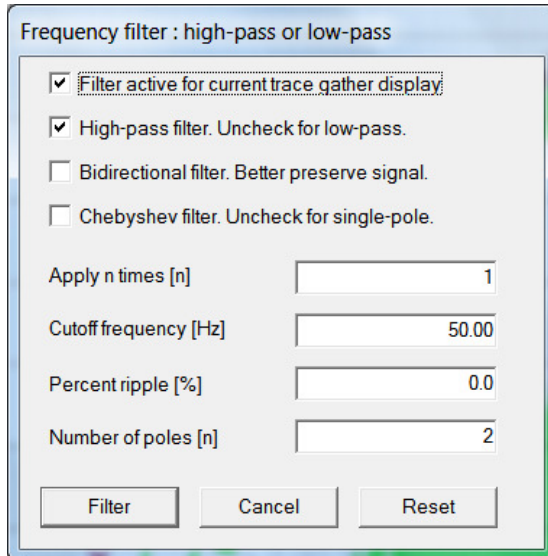 Frequency filter : high-pass or low-pass
Filter active for current trace gather display
High-pass filter. Uncheck for low-pass.
Bidirectional filter. Better preserve signal.
Chebyshev filter. Uncheck for single-pole.
Apply n times [n] 1
Cutoff frequency [Hz] 50.00
Percent ripple [%] 0.0
Number of poles [n] 2
Filter Cancel Reset